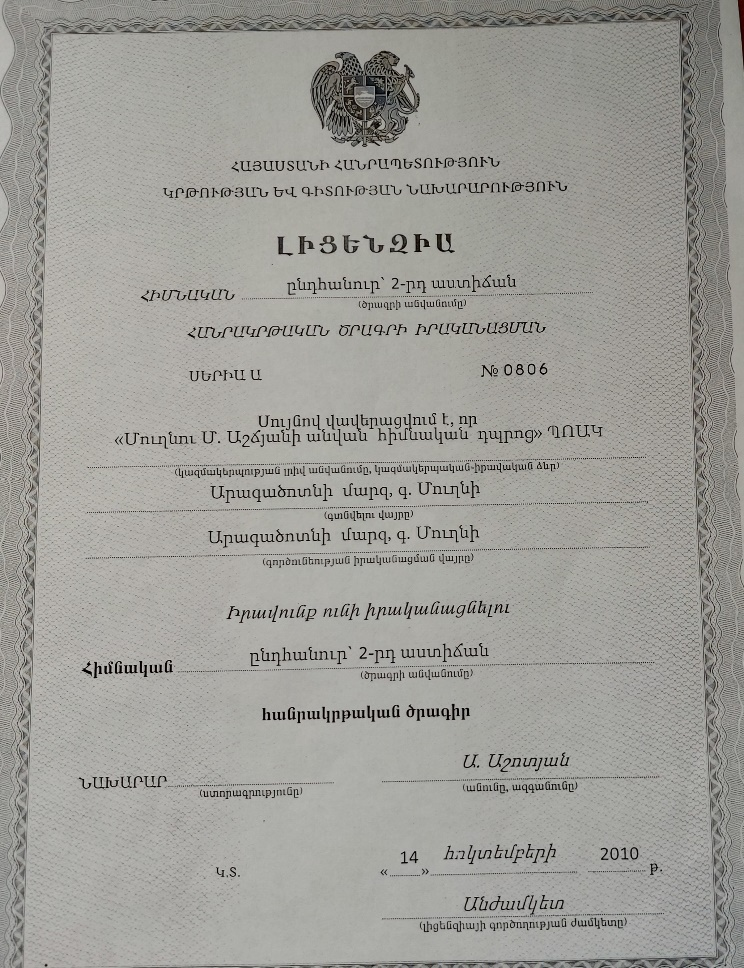 ՀԱՅԱՍՏԱՆԻ ՀԱՆՐԱՊԵՏՈՒԹՅՈՒՆ
ԿՐԹՈՒԹՅԱՆ ԵՎ ԳԻՏՈՒԹՅԱՆ ՆԱԽԱՐԱՐՈՒԹՅՈՒՆ
ԼԻՑԵՆԶԻԱ
ՀԻՄՆԱԿԱՆ ընդհանուր՝ 2-րդ աստիճան
(ծրագրի անվանումը)
ՀԱՆՐԱԿՐԹԱԿԱՆ ԾՐԱԳՐԻ ԻՐԱԿԱՆԱՑՄԱՆ
ՍԵՐԻԱ Ա № 0806
Սույնով վավերացվում է, որ
«Մուղնու Մ. Աշճյանի անվան հիմնական դպրոց» ՊՈԱԿ
(կազմակերպության լրիվ անվանումը, կազմակերպական-իրավական ձևը)
Արագածոտնի մարզ, գ. Մուղնի
(գտնվելու վայրը)
Արագածոտնի մարզ, գ. Մուղնի
(գործունեության իրականացման վայրը)
Իրավունք ունի իրականացնելու
Հիմնական ընդհանուր՝ 2-րդ աստիճան
(ծրագրի անվանումը)
հանրակրթական ծրագիր
Ա. Աշոտյան
ՆԱԽԱՐԱՐ
(ստորագրությունը) (անունը, ազգանունը)
Կ.Տ. « 14 » հոկտեմբերի 2010 թ.
Անժամկետ
(լիցենզիայի գործողության ժամկետը)